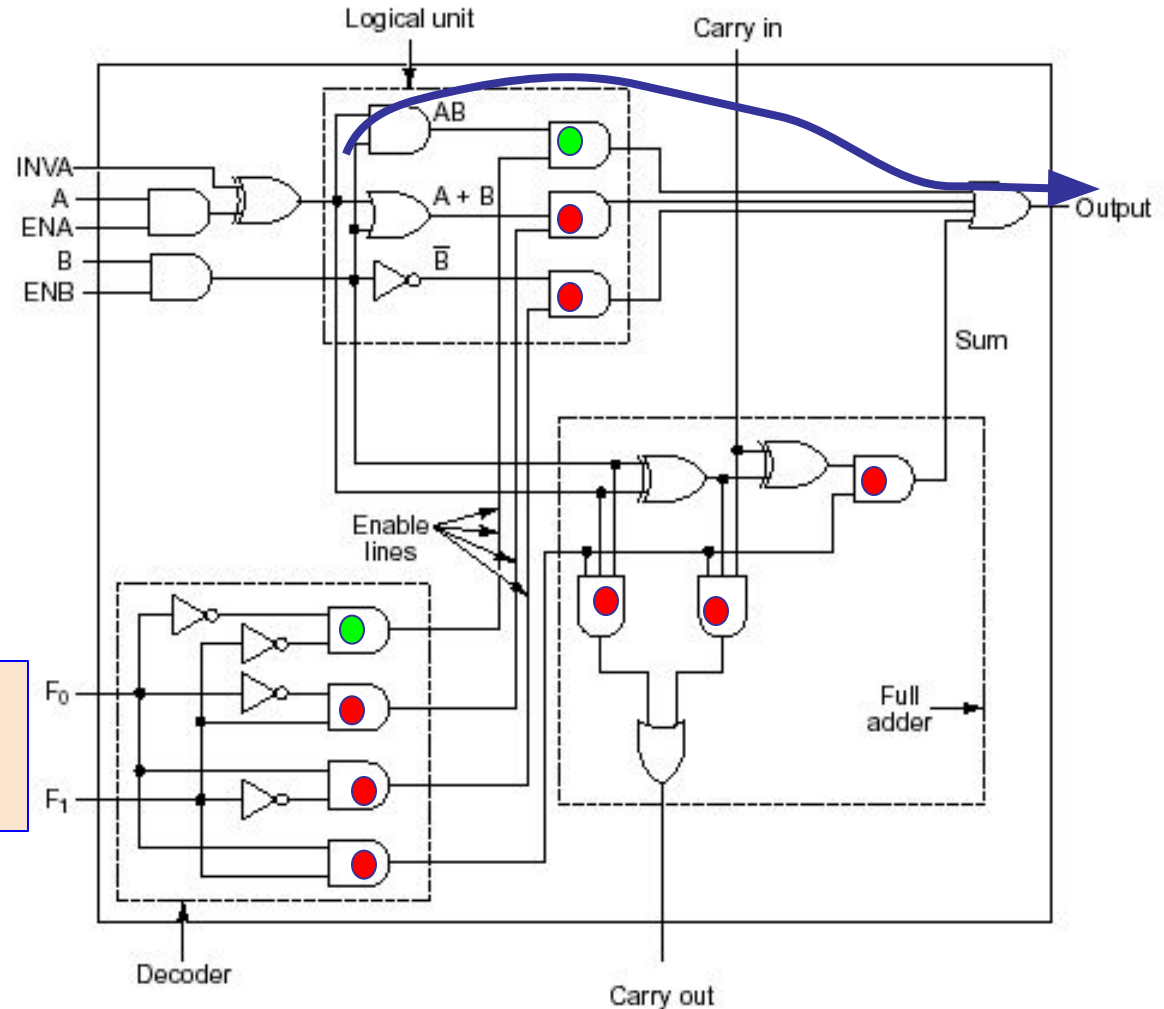 Logical unit
Carry in
AB
INVA
A
A + B
ENA
Output
B
B̅
ENB
Sum
Enable
lines
F₀
Full
adder
F₁
Decoder
Carry out